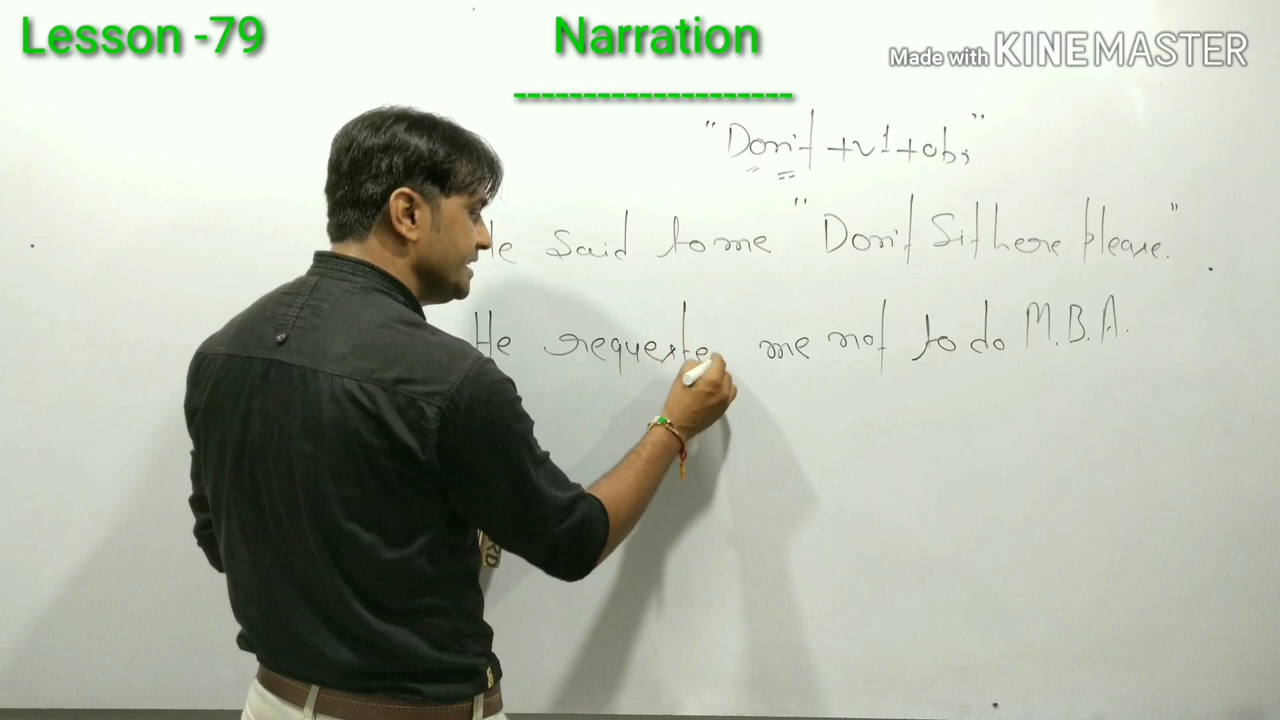 Lesson -79 Narration
Made with KINEMASTER
--------------------
"Don't +v1+obj"
He said to me "Don't Sit here please."
He requeste me not to do M.B.A.
RD